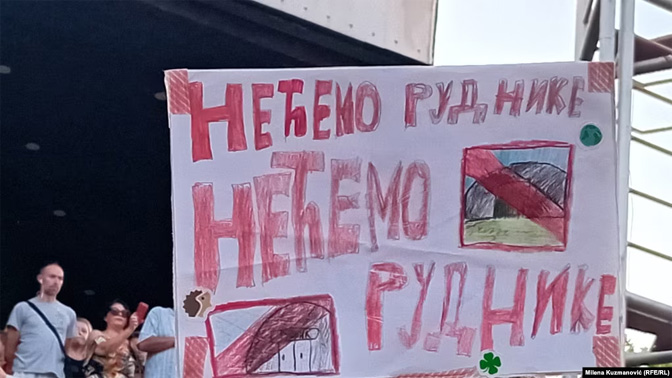 НЕЋЕМО РУДНИКЕ
НЕЋЕМО
РУДНИКЕ
Milena Kuzmanović (RFE/RL)